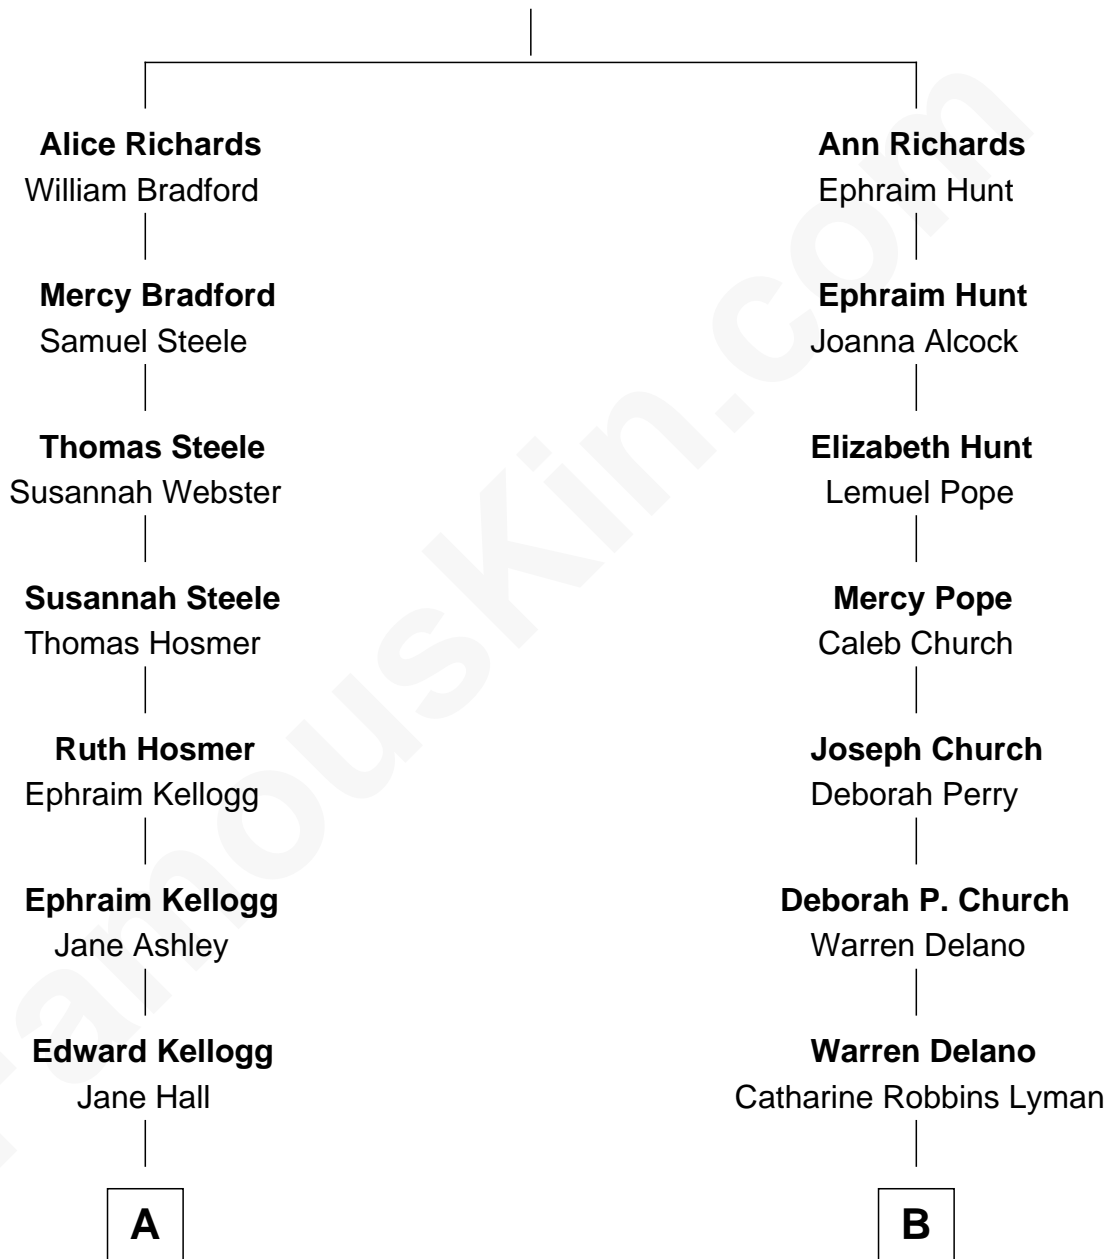 Alice Richards
William Bradford
Mercy Bradford
Samuel Steele
Thomas Steele
Susannah Webster
Susannah Steele
Thomas Hosmer
Ruth Hosmer
Ephraim Kellogg
Ephraim Kellogg
Jane Ashley
Edward Kellogg
Jane Hall
A
Ann Richards
Ephraim Hunt
Ephraim Hunt
Joanna Alcock
Elizabeth Hunt
Lemuel Pope
Mercy Pope
Caleb Church
Joseph Church
Deborah Perry
Deborah P. Church
Warren Delano
Warren Delano
Catharine Robbins Lyman
B
FamousKin.com